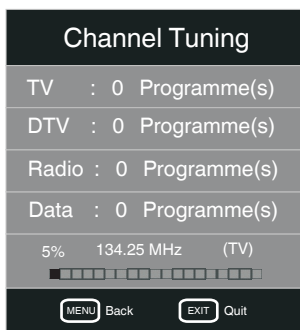 Channel Tuning
TV : 0 Programme(s)
DTV : 0 Programme(s)
Radio : 0 Programme(s)
Data : 0 Programme(s)
5% 134.25 MHz (TV)
MENU Back EXIT Quit